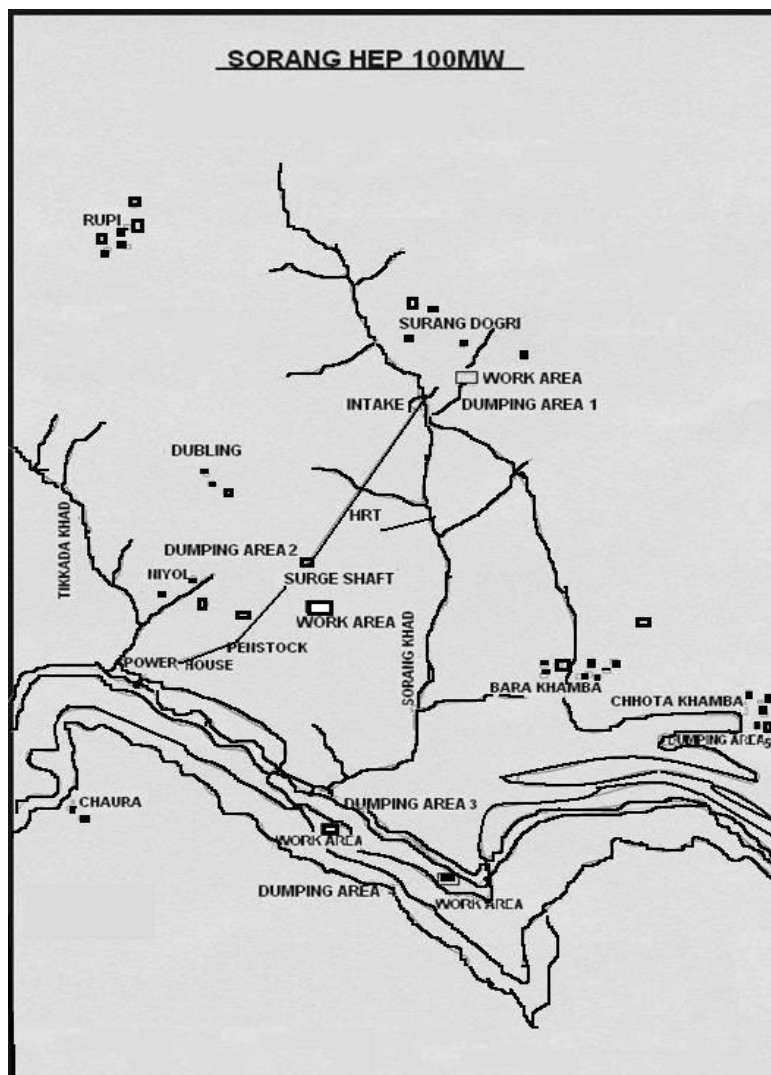 SORANG HEP 100MW
RUPI
SURANG DOGRI
WORK AREA
INTAKE
DUMPING AREA 1
DUBLING
HRT
TIKKADA KHAD
DUMPING AREA 2
NIYOL
SURGE SHAFT
WORK AREA
PENSTOCK
POWER HOUSE
SORANG KHAD
BARA KHAMBA
CHHOTA KHAMBA
DUMPING AREA 5
CHAURA
DUMPING AREA 3
WORK AREA
DUMPING AREA
WORK AREA